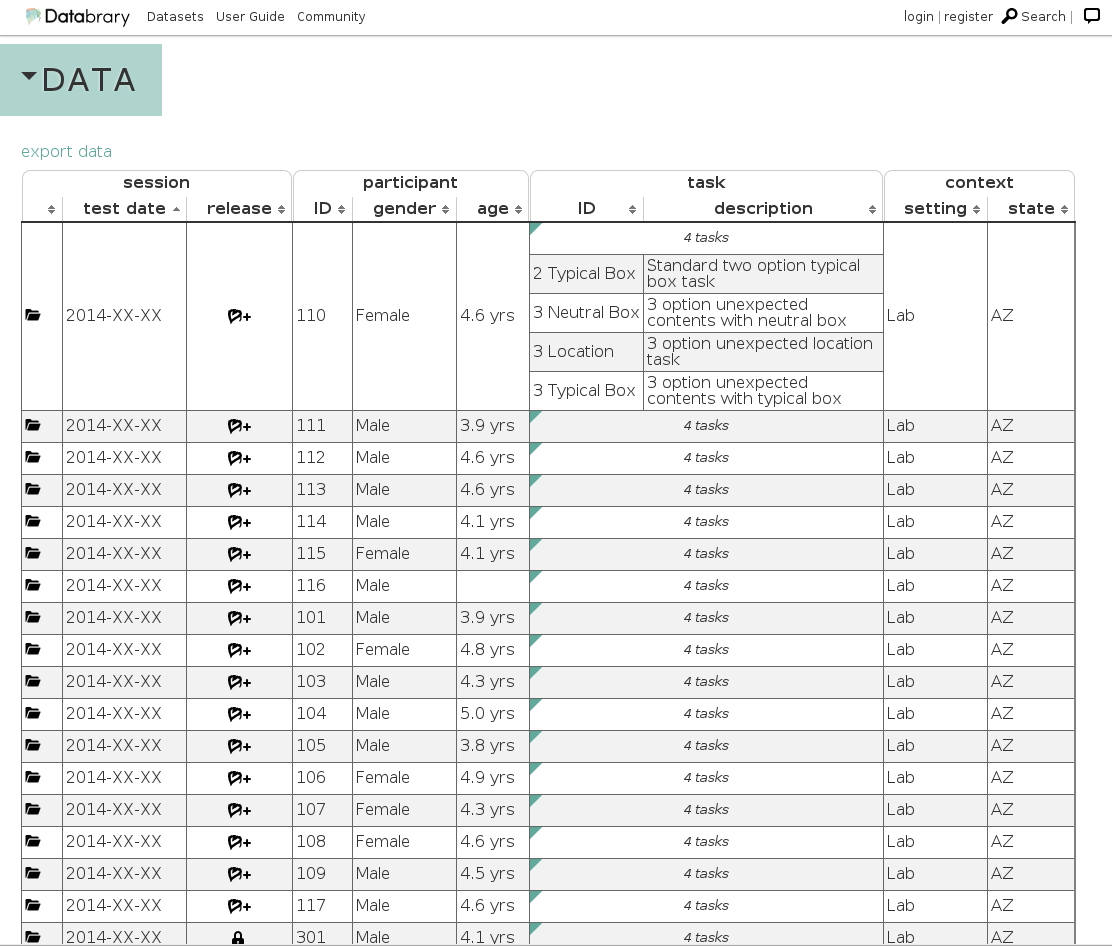 Databrary Datasets User Guide Community login | register Search |
DATA
export data
session participant task context
test date release ID gender age ID description setting state
4 tasks
2 Typical Box Standard two option typical
box task
3 Neutral Box 3 option unexpected
contents with neutral box
2014-XX-XX + 110 Female 4.6 yrs Lab AZ
3 Location 3 option unexpected location
task
3 Typical Box 3 option unexpected
contents with typical box
2014-XX-XX + 111 Male 3.9 yrs 4 tasks Lab AZ
2014-XX-XX + 112 Male 4.6 yrs 4 tasks Lab AZ
2014-XX-XX + 113 Male 4.6 yrs 4 tasks Lab AZ
2014-XX-XX + 114 Male 4.1 yrs 4 tasks Lab AZ
2014-XX-XX + 115 Female 4.1 yrs 4 tasks Lab AZ
2014-XX-XX + 116 Male 4 tasks Lab AZ
2014-XX-XX + 101 Male 3.9 yrs 4 tasks Lab AZ
2014-XX-XX + 102 Female 4.8 yrs 4 tasks Lab AZ
2014-XX-XX + 103 Male 4.3 yrs 4 tasks Lab AZ
2014-XX-XX + 104 Male 5.0 yrs 4 tasks Lab AZ
2014-XX-XX + 105 Male 3.8 yrs 4 tasks Lab AZ
2014-XX-XX + 106 Female 4.9 yrs 4 tasks Lab AZ
2014-XX-XX + 107 Female 4.3 yrs 4 tasks Lab AZ
2014-XX-XX + 108 Female 4.6 yrs 4 tasks Lab AZ
2014-XX-XX + 109 Male 4.5 yrs 4 tasks Lab AZ
2014-XX-XX + 117 Male 4.6 yrs 4 tasks Lab AZ
2014-XX-XX 301 Male 4.1 yrs 4 tasks Lab AZ